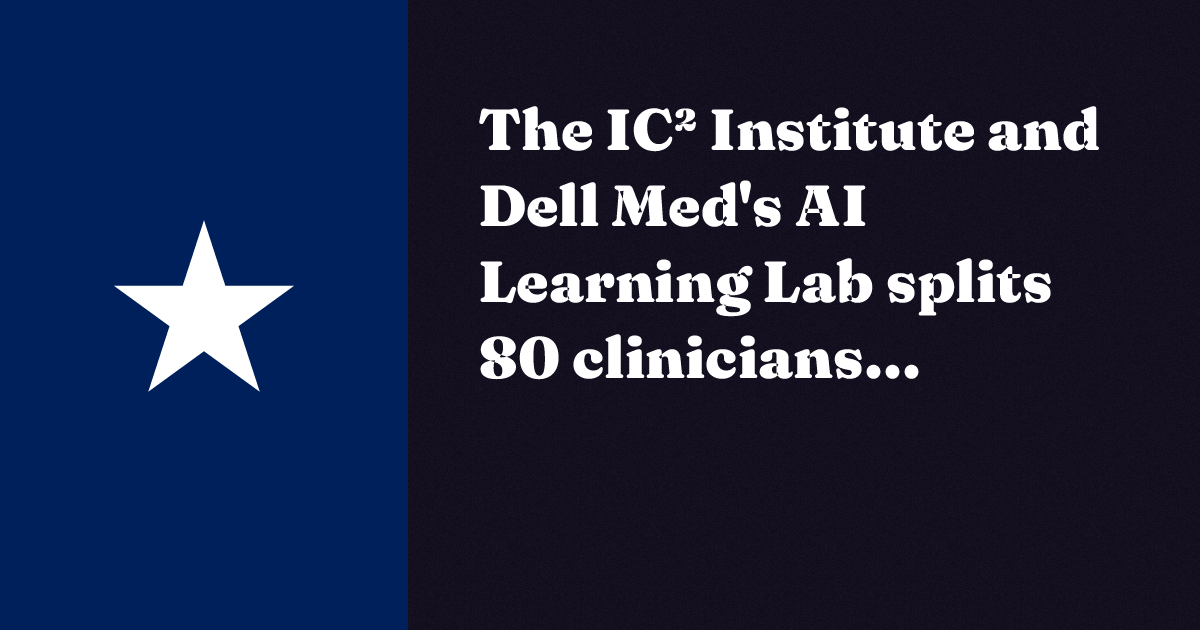 The IC² Institute and
Dell Med's AI
Learning Lab splits
80 clinicians...